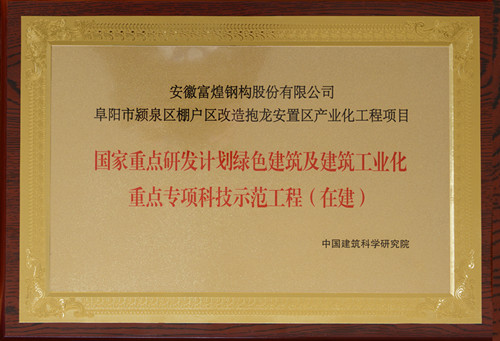 安徽富煌钢构股份有限公司
阜阳市颍泉区棚户区改造抱龙安置区产业化工程项目
国家重点研发计划绿色建筑及建筑工业化
重点专项科技示范工程（在建）
中国建筑科学研究院